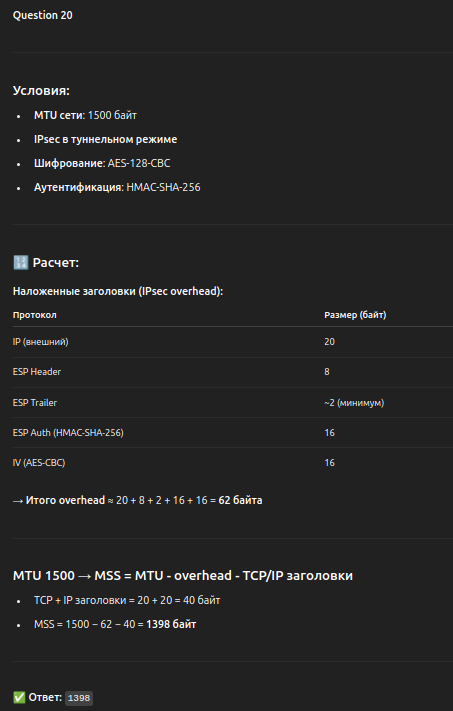 Question 20
Условия:
• MTU сети: 1500 байт
• IPsec в туннельном режиме
• Шифрование: AES-128-CBC
• Аутентификация: HMAC-SHA-256
🔢 Расчет:
Наложенные заголовки (IPsec overhead):
Протокол Размер (байт)
IP (внешний) 20
ESP Header 8
ESP Trailer ~2 (минимум)
ESP Auth (HMAC-SHA-256) 16
IV (AES-CBC) 16
→ Итого overhead ≈ 20 + 8 + 2 + 16 + 16 = 62 байта
MTU 1500 → MSS = MTU - overhead - TCP/IP заголовки
• TCP + IP заголовки = 20 + 20 = 40 байт
• MSS = 1500 − 62 − 40 = 1398 байт
✅ Ответ: 1398